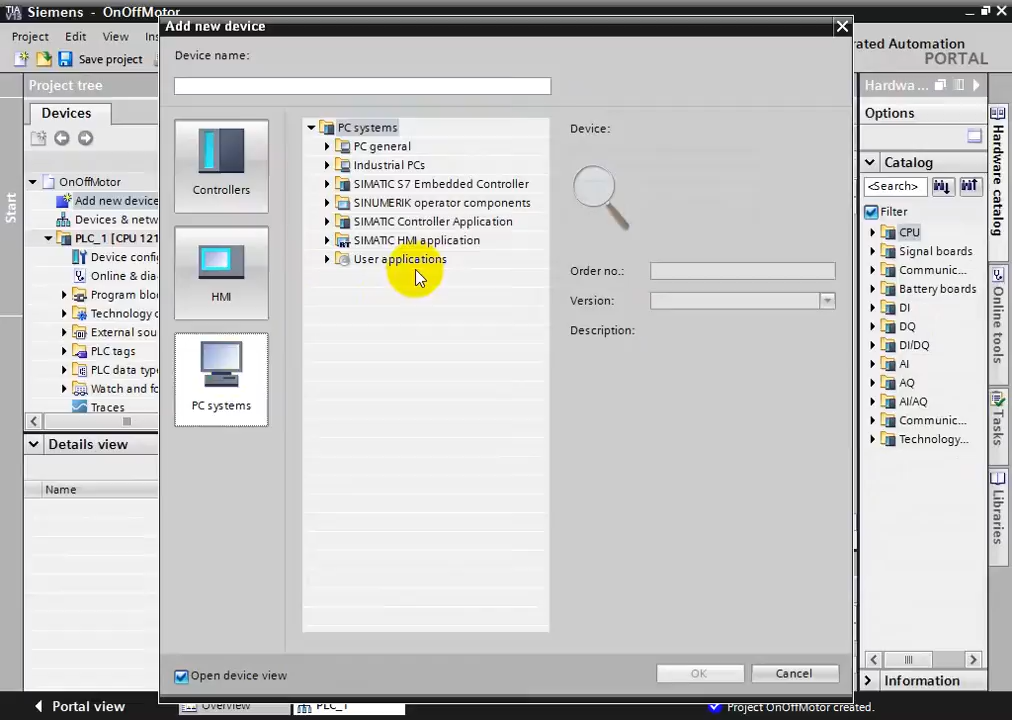 TIA
V13
Siemens - OnOffMotor
Add new device
Project Edit View Ins
Save project
rated Automation
PORTAL
Project tree
Devices
Start
OnOffMotor
Add new device
Devices & netw
PLC_1 [CPU 121
Device confi
Online & dia
Program bloc
Technology o
External sou
PLC tags
PLC data type
Watch and fo
Traces
Details view
Name
Device name:
Controllers
HMI
PC systems
PC systems
PC general
Industrial PCs
SIMATIC S7 Embedded Controller
SINUMERIK operator components
SIMATIC Controller Application
SIMATIC HMI application
User applications
Device:
Order no.:
Version:
Description:
Open device view
OK
Cancel
Hardwa...
Options
Catalog
<Search>
Filter
CPU
Signal boards
Communic...
Battery boards
DI
DQ
DI/DQ
AI
AQ
AI/AQ
Communic...
Technology...
Information
Hardware catalog
Online tools
Tasks
Libraries
Portal view
Overview
PLC_1
Project OnOffMotor created.